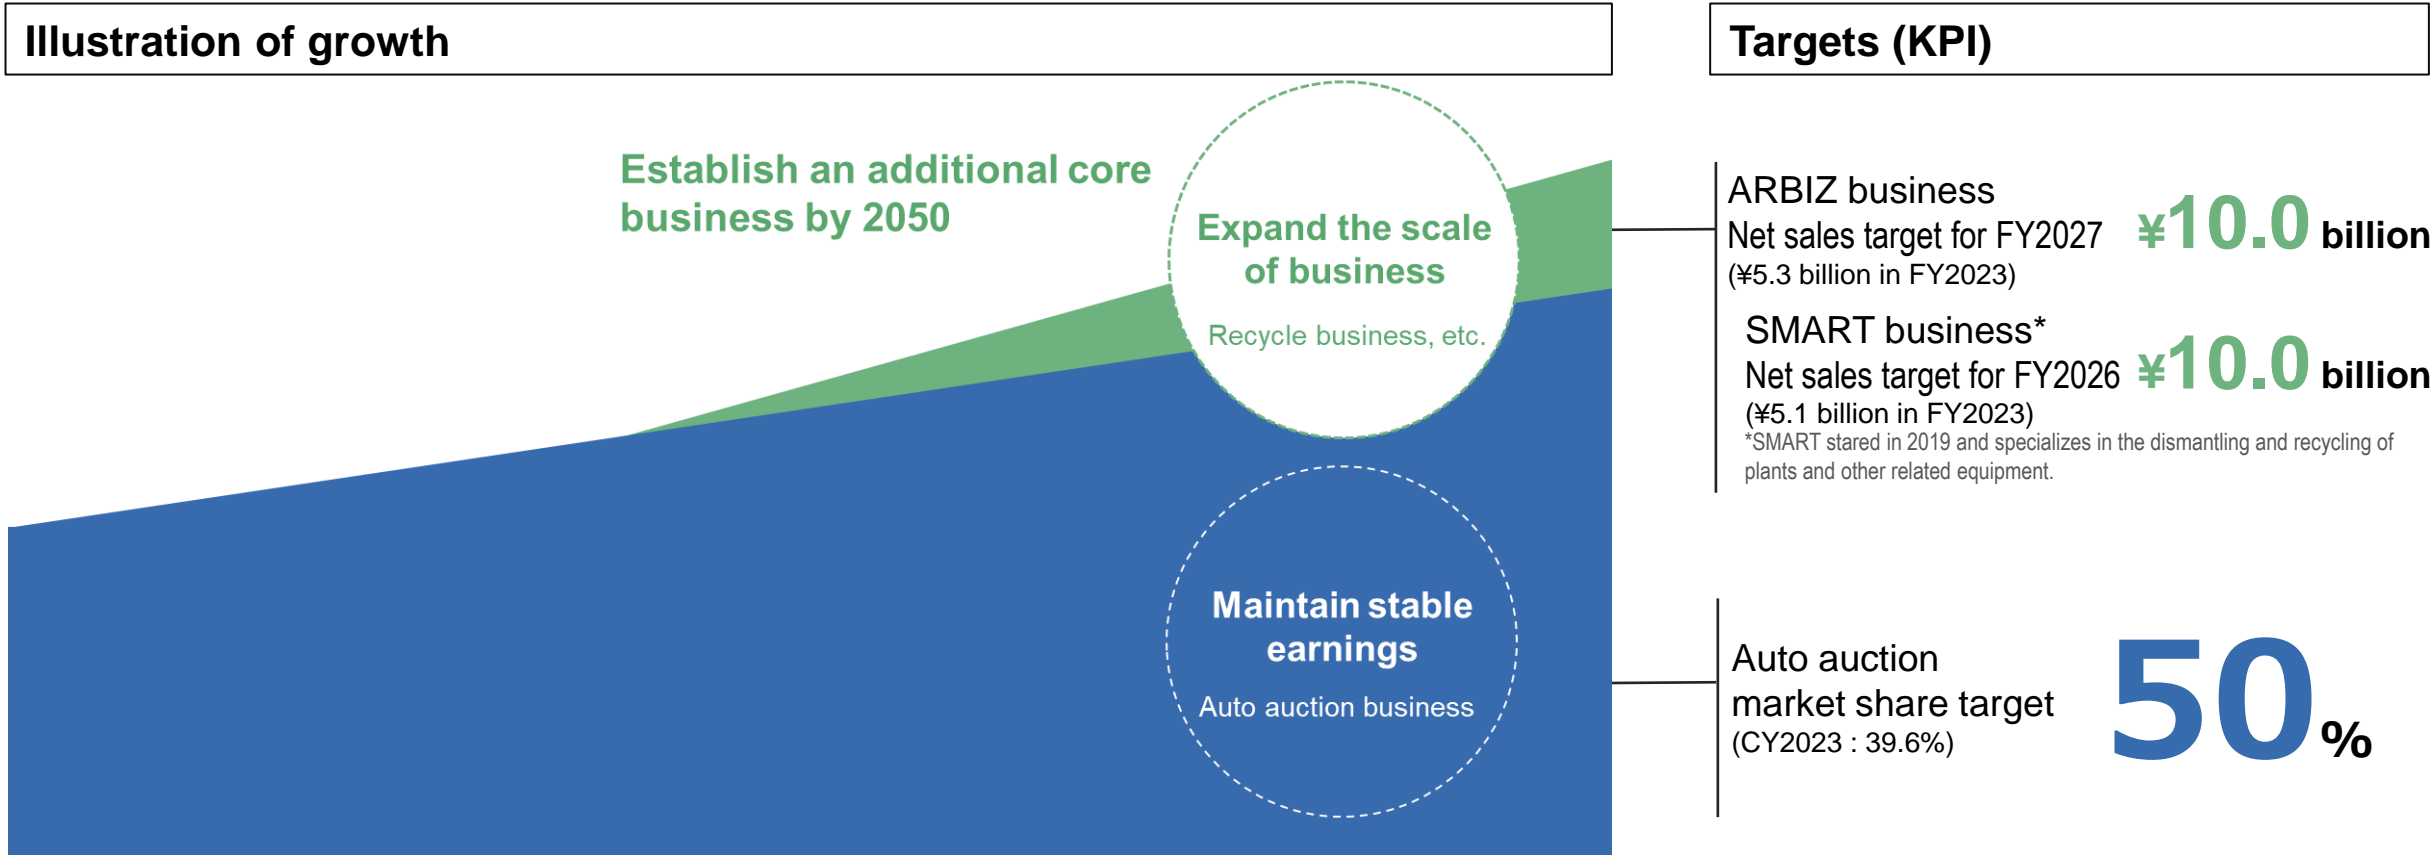 Illustration of growth
Establish an additional core
business by 2050
Expand the scale
of business
Recycle business, etc.
Maintain stable
earnings
Auto auction business
Targets (KPI)
ARBIZ business
Net sales target for FY2027 ¥10.0 billion
(¥5.3 billion in FY2023)
SMART business*
Net sales target for FY2026 ¥10.0 billion
(¥5.1 billion in FY2023)
*SMART stared in 2019 and specializes in the dismantling and recycling of
plants and other related equipment.
Auto auction
market share target
(CY2023 : 39.6%)
50%